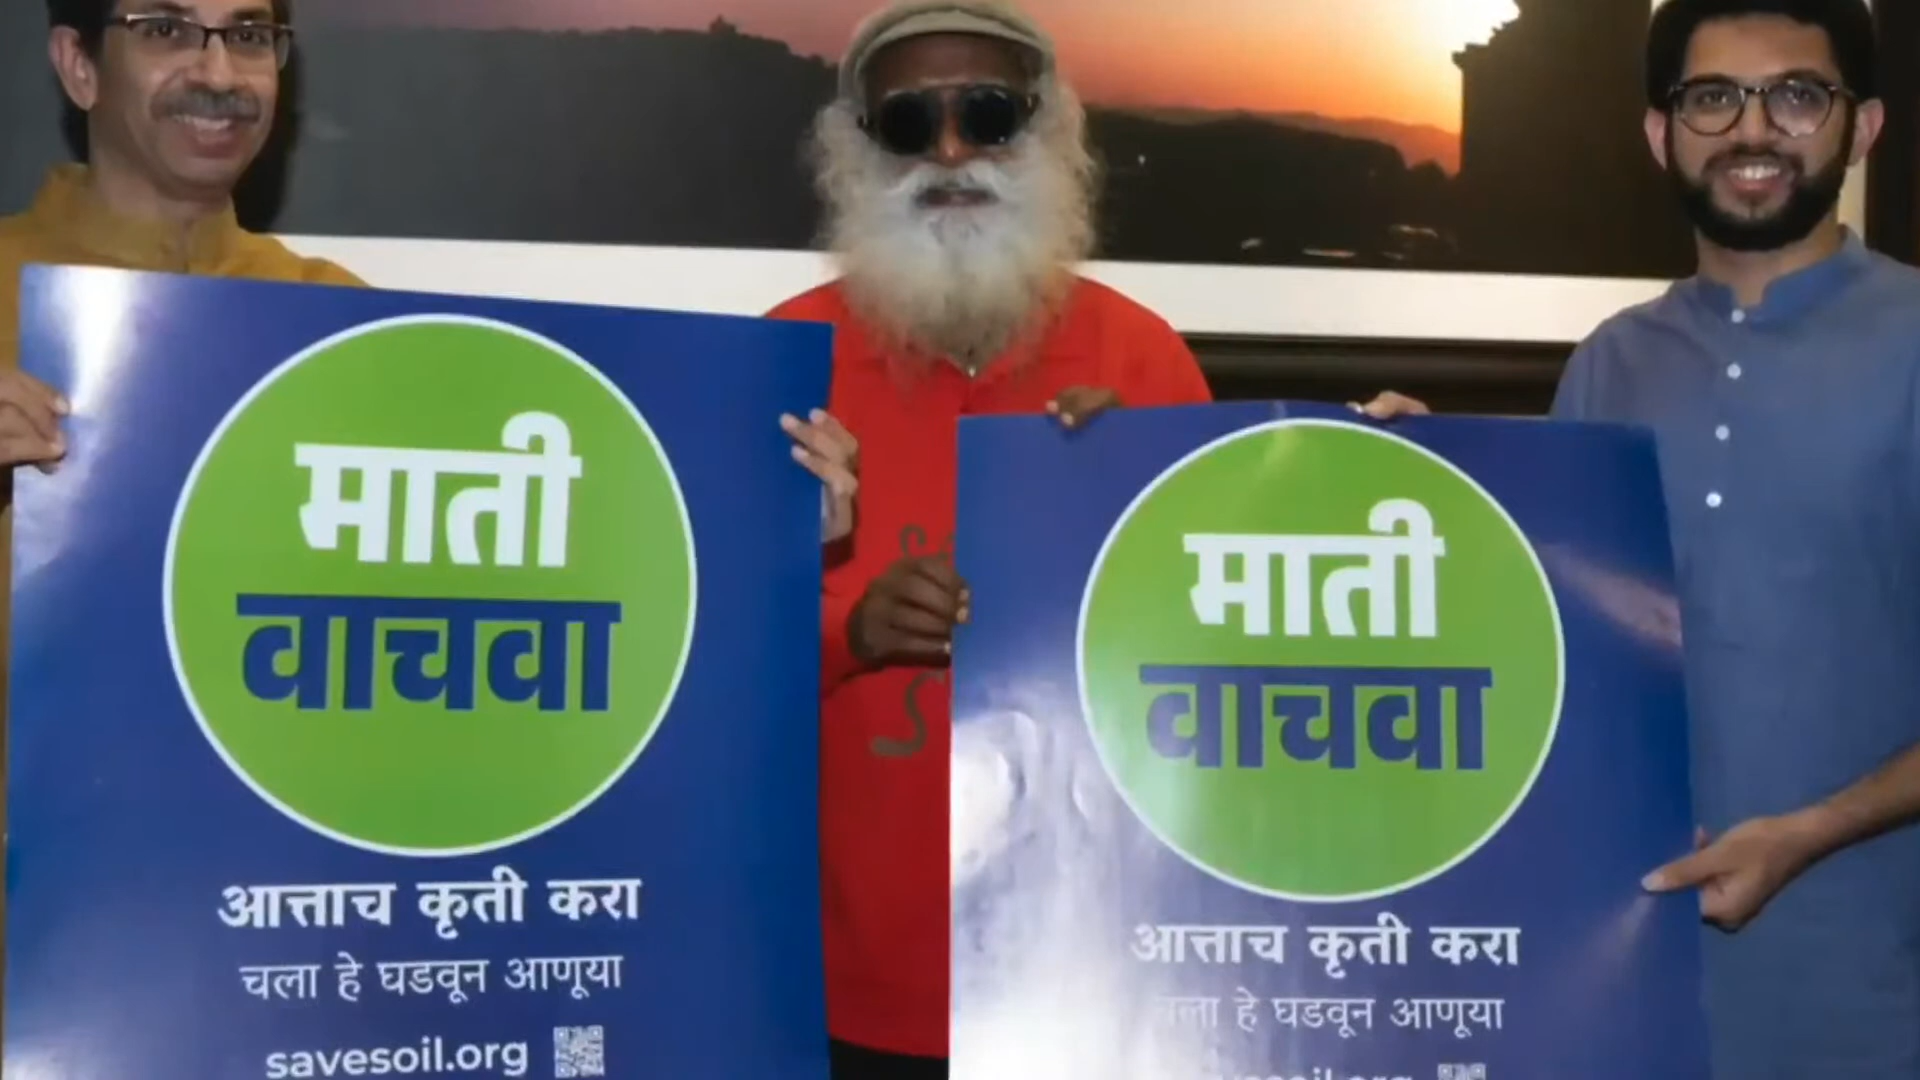 माती
वाचवा
आत्ताच कृती करा
चला हे घडवून आणूया
savesoil.org
माती
वाचवा
आत्ताच कृती करा
हे घडवून आणूया